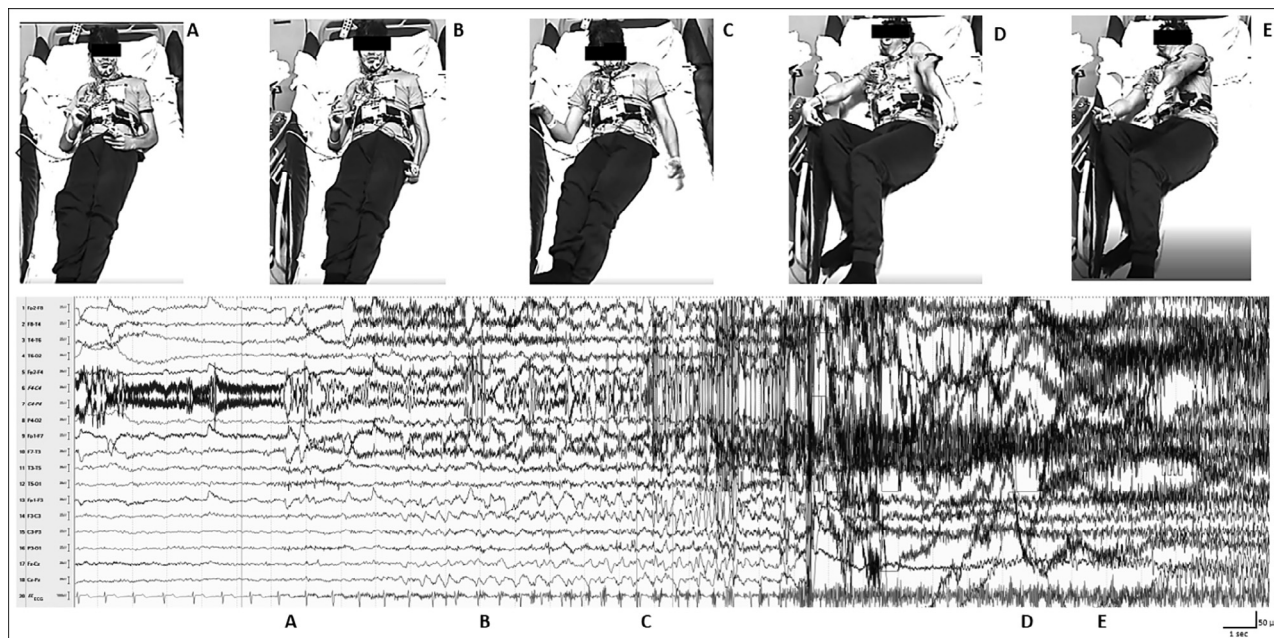 A
B
C
D
E
1 Fp2-F8
2 F8-T4
3 T4-T6
4 T6-O2
5 Fp2-F4
6 F4-C4
7 C4-P4
8 P4-O2
9 Fp1-F7
10 F7-T3
11 T3-T5
12 T5-O1
13 Fp1-F3
14 F3-C3
15 C3-P3
16 P3-O1
17 Fz-Cz
18 Cz-Pz
20 ECG
A
B
C
D
E
50 µ
1 sec